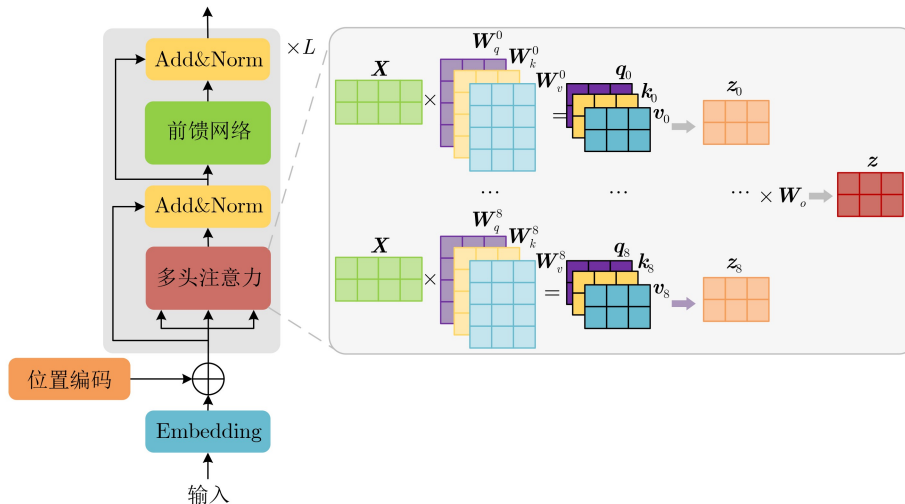 Add&Norm
×L
前馈网络
Add&Norm
多头注意力
位置编码
Embedding
输入
X
×
W_q^0
W_k^0
W_v^0
=
q_0
k_0
v_0
z_0
...
...
...
× W_o
z
X
×
W_q^8
W_k^8
W_v^8
=
q_8
k_8
v_8
z_8